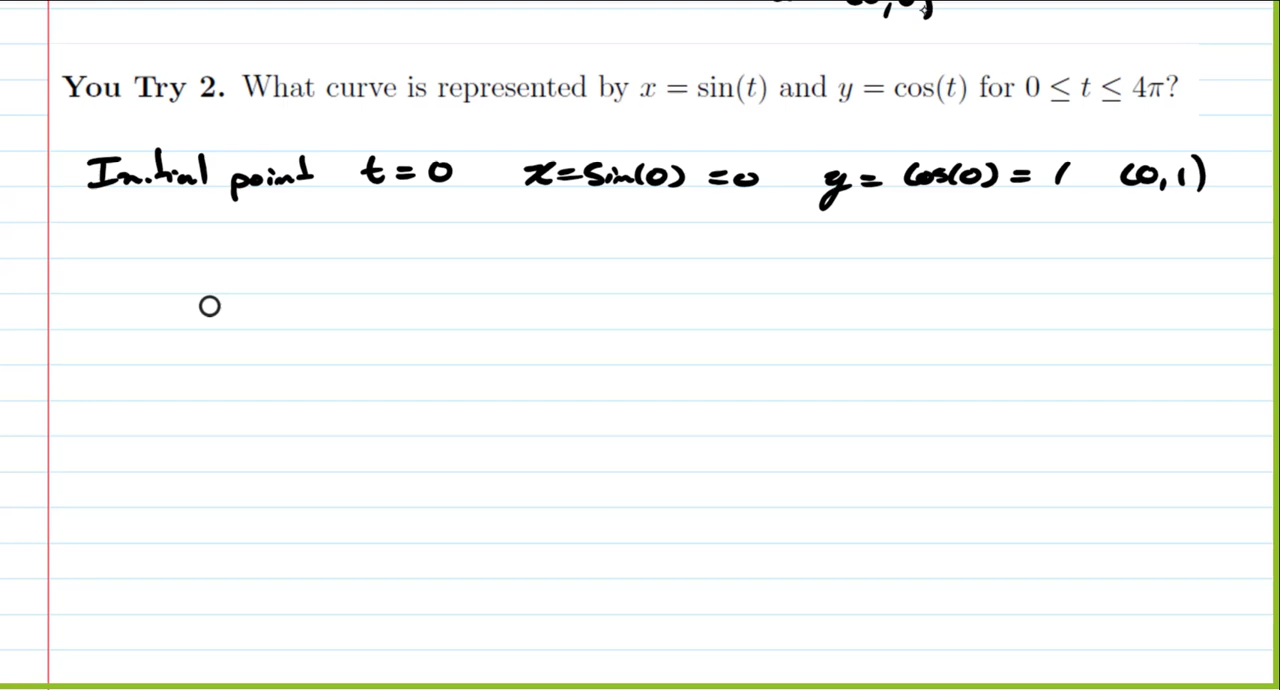 You Try 2. What curve is represented by x = sin(t) and y = cos(t) for 0 ≤ t ≤ 4π?
Initial point t = 0 x = sin(0) = 0 y = cos(0) = 1 (0,1)